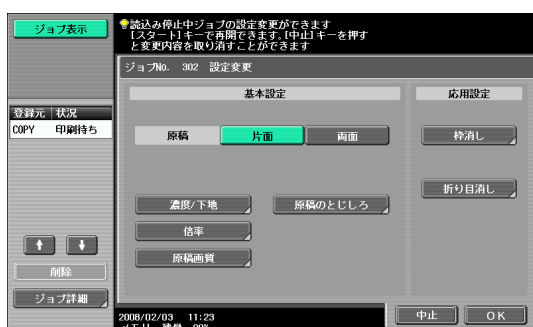 ジョブ表示
読込み停止中ジョブの設定変更ができます
[スタート]キーで再開できます。[中止]キーを押す
と変更内容を取り消すことができます
ジョブNo. 302 設定変更
基本設定
応用設定
登録元 状況
COPY 印刷待ち
原稿 片面 両面
枠消し
折り目消し
濃度/下地 原稿のとじしろ
倍率
原稿画質
削除
ジョブ詳細
2008/02/03 11:23
中止 OK